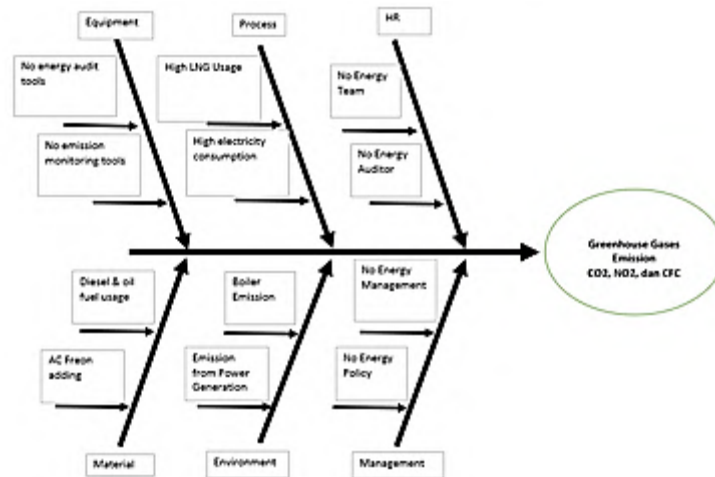 Equipment
Process
HR
No energy audit
tools
High LNG Usage
No Energy
Team
No emission
monitoring tools
High electricity
consumption
No Energy
Auditor
Greenhouse Gases
Emission
CO2, NO2, dan CFC
Diesel & oil
fuel usage
Boiler
Emission
No Energy
Management
AC Freon
adding
Emission
from Power
Generation
No Energy
Policy
Material
Environment
Management